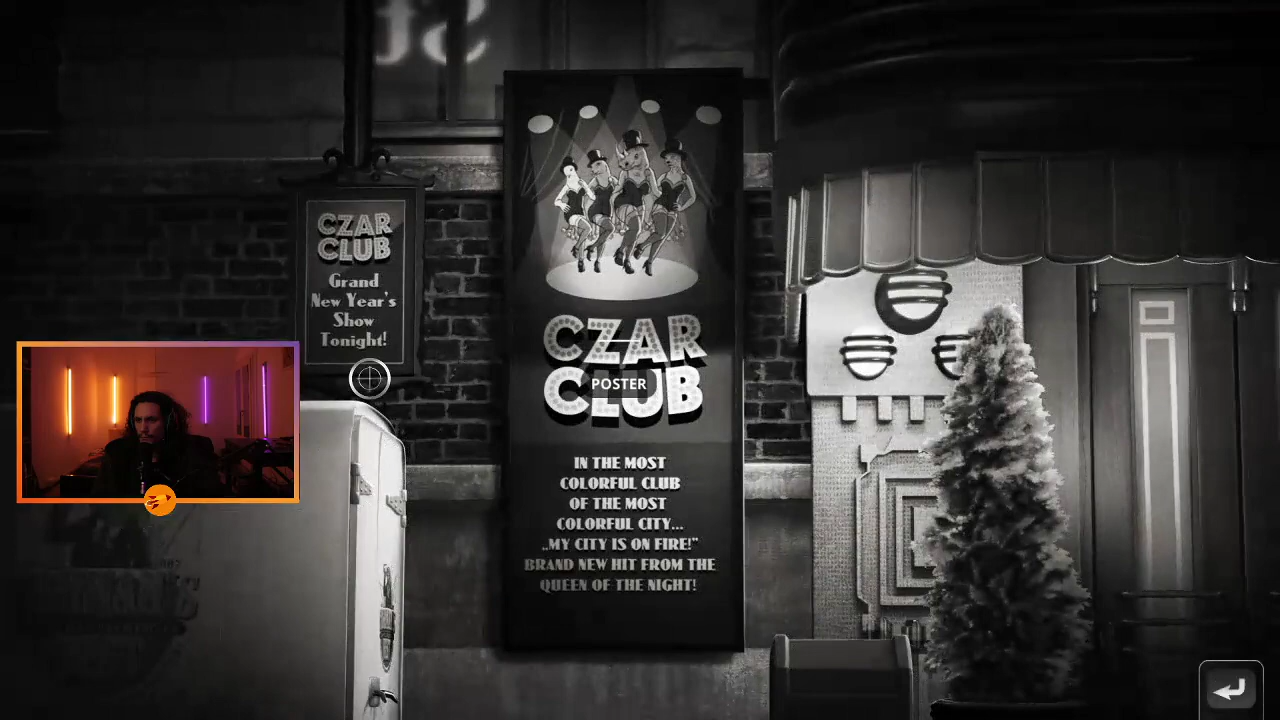 CZAR
CLUB
Grand
New Year's
Show
Tonight!
CZAR
CLUB
POSTER
IN THE MOST
COLORFUL CLUB
OF THE MOST
COLORFUL CITY...
„MY CITY IS ON FIRE!”
BRAND NEW HIT FROM THE
QUEEN OF THE NIGHT!